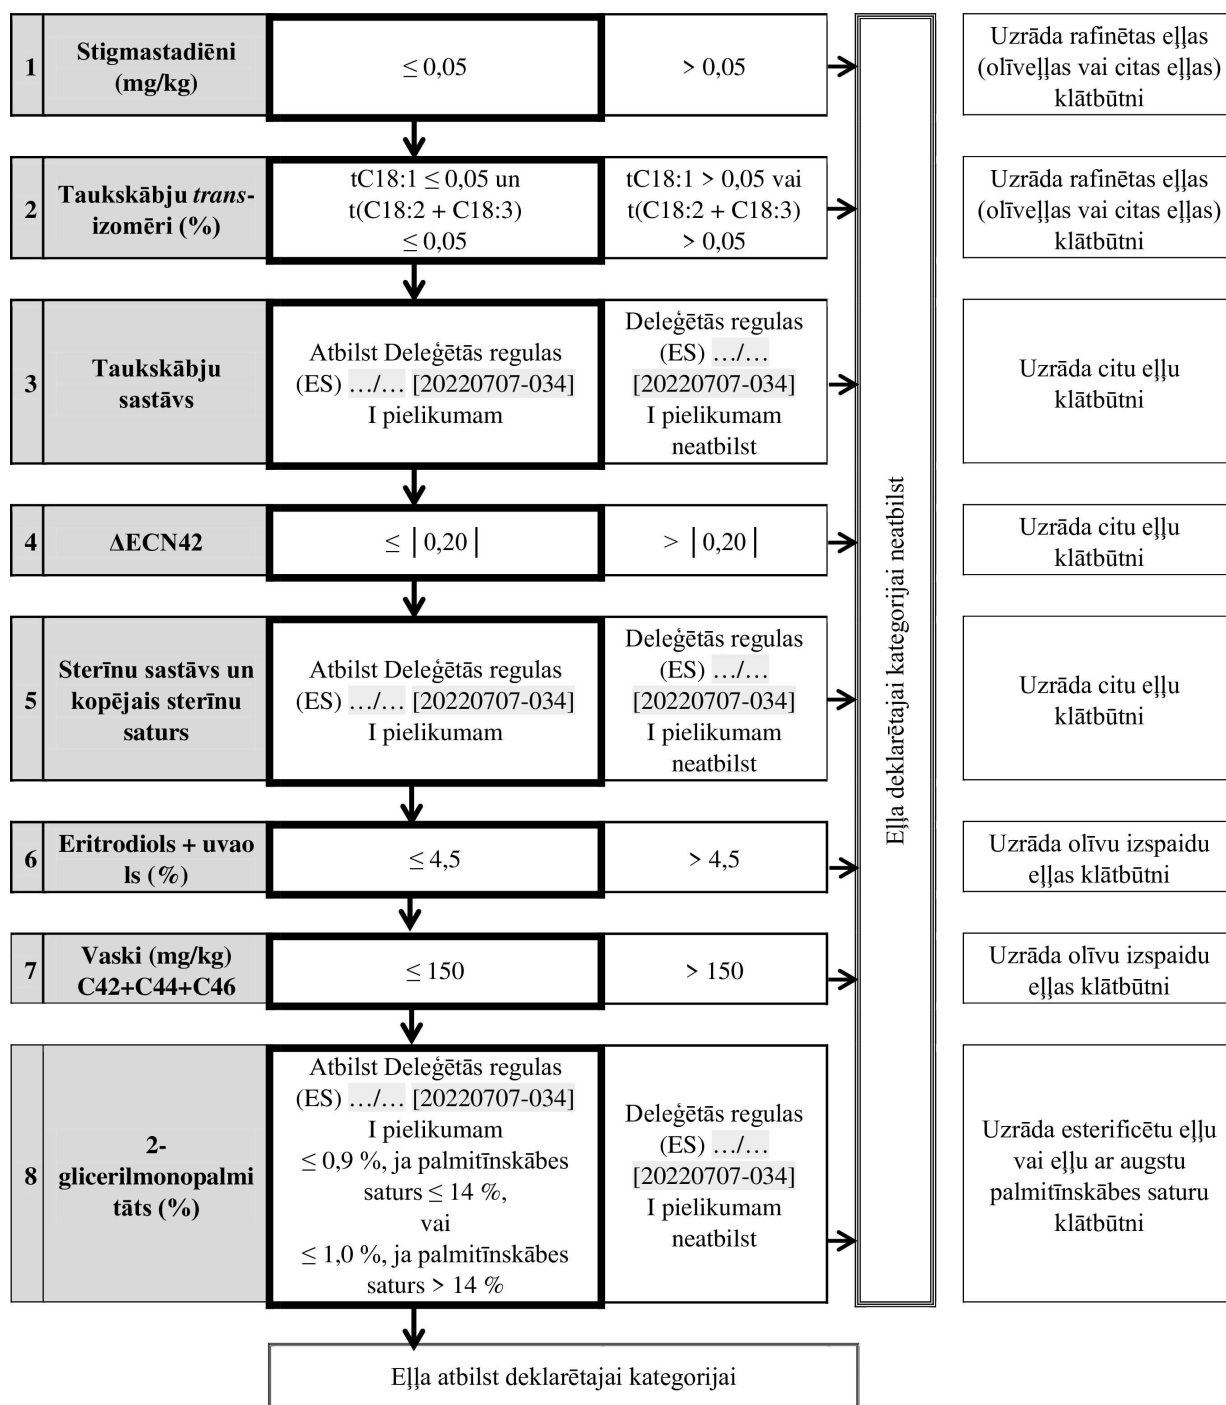 1
Stigmastadiēni
(mg/kg)
≤ 0,05
> 0,05
Uzrāda rafinētas eļļas
(olīveļļas vai citas eļļas)
klātbūtni
2
Taukskābju trans-
izomēri (%)
tC18:1 ≤ 0,05 un
t(C18:2 + C18:3)
≤ 0,05
tC18:1 > 0,05 vai
t(C18:2 + C18:3)
> 0,05
Uzrāda rafinētas eļļas
(olīveļļas vai citas eļļas)
klātbūtni
3
Taukskābju
sastāvs
Atbilst Deleģētās regulas
(ES) …/… [20220707-034]
I pielikumam
Deleģētās regulas
(ES) …/…
[20220707-034]
I pielikumam
neatbilst
Uzrāda citu eļļu
klātbūtni
4
ΔECN42
≤ | 0,20 |
> | 0,20 |
Uzrāda citu eļļu
klātbūtni
5
Sterīnu sastāvs un
kopējais sterīnu
saturs
Atbilst Deleģētās regulas
(ES) …/… [20220707-034]
I pielikumam
Deleģētās regulas
(ES) …/…
[20220707-034]
I pielikumam
neatbilst
Uzrāda citu eļļu
klātbūtni
6
Eritrodiols + uvao
ls (%)
≤ 4,5
> 4,5
Uzrāda olīvu izspaidu
eļļas klātbūtni
7
Vaski (mg/kg)
C42+C44+C46
≤ 150
> 150
Uzrāda olīvu izspaidu
eļļas klātbūtni
8
2-
glicerilmonopalmi
tāts (%)
Atbilst Deleģētās regulas
(ES) …/… [20220707-034]
I pielikumam
≤ 0,9 %, ja palmitīnskābes
saturs ≤ 14 %,
vai
≤ 1,0 %, ja palmitīnskābes
saturs > 14 %
Deleģētās regulas
(ES) …/…
[20220707-034]
I pielikumam
neatbilst
Uzrāda esterificētu eļļu
vai eļļu ar augstu
palmitīnskābes saturu
klātbūtni
Eļļa deklarētajai kategorijai neatbilst
Eļļa atbilst deklarētajai kategorijai